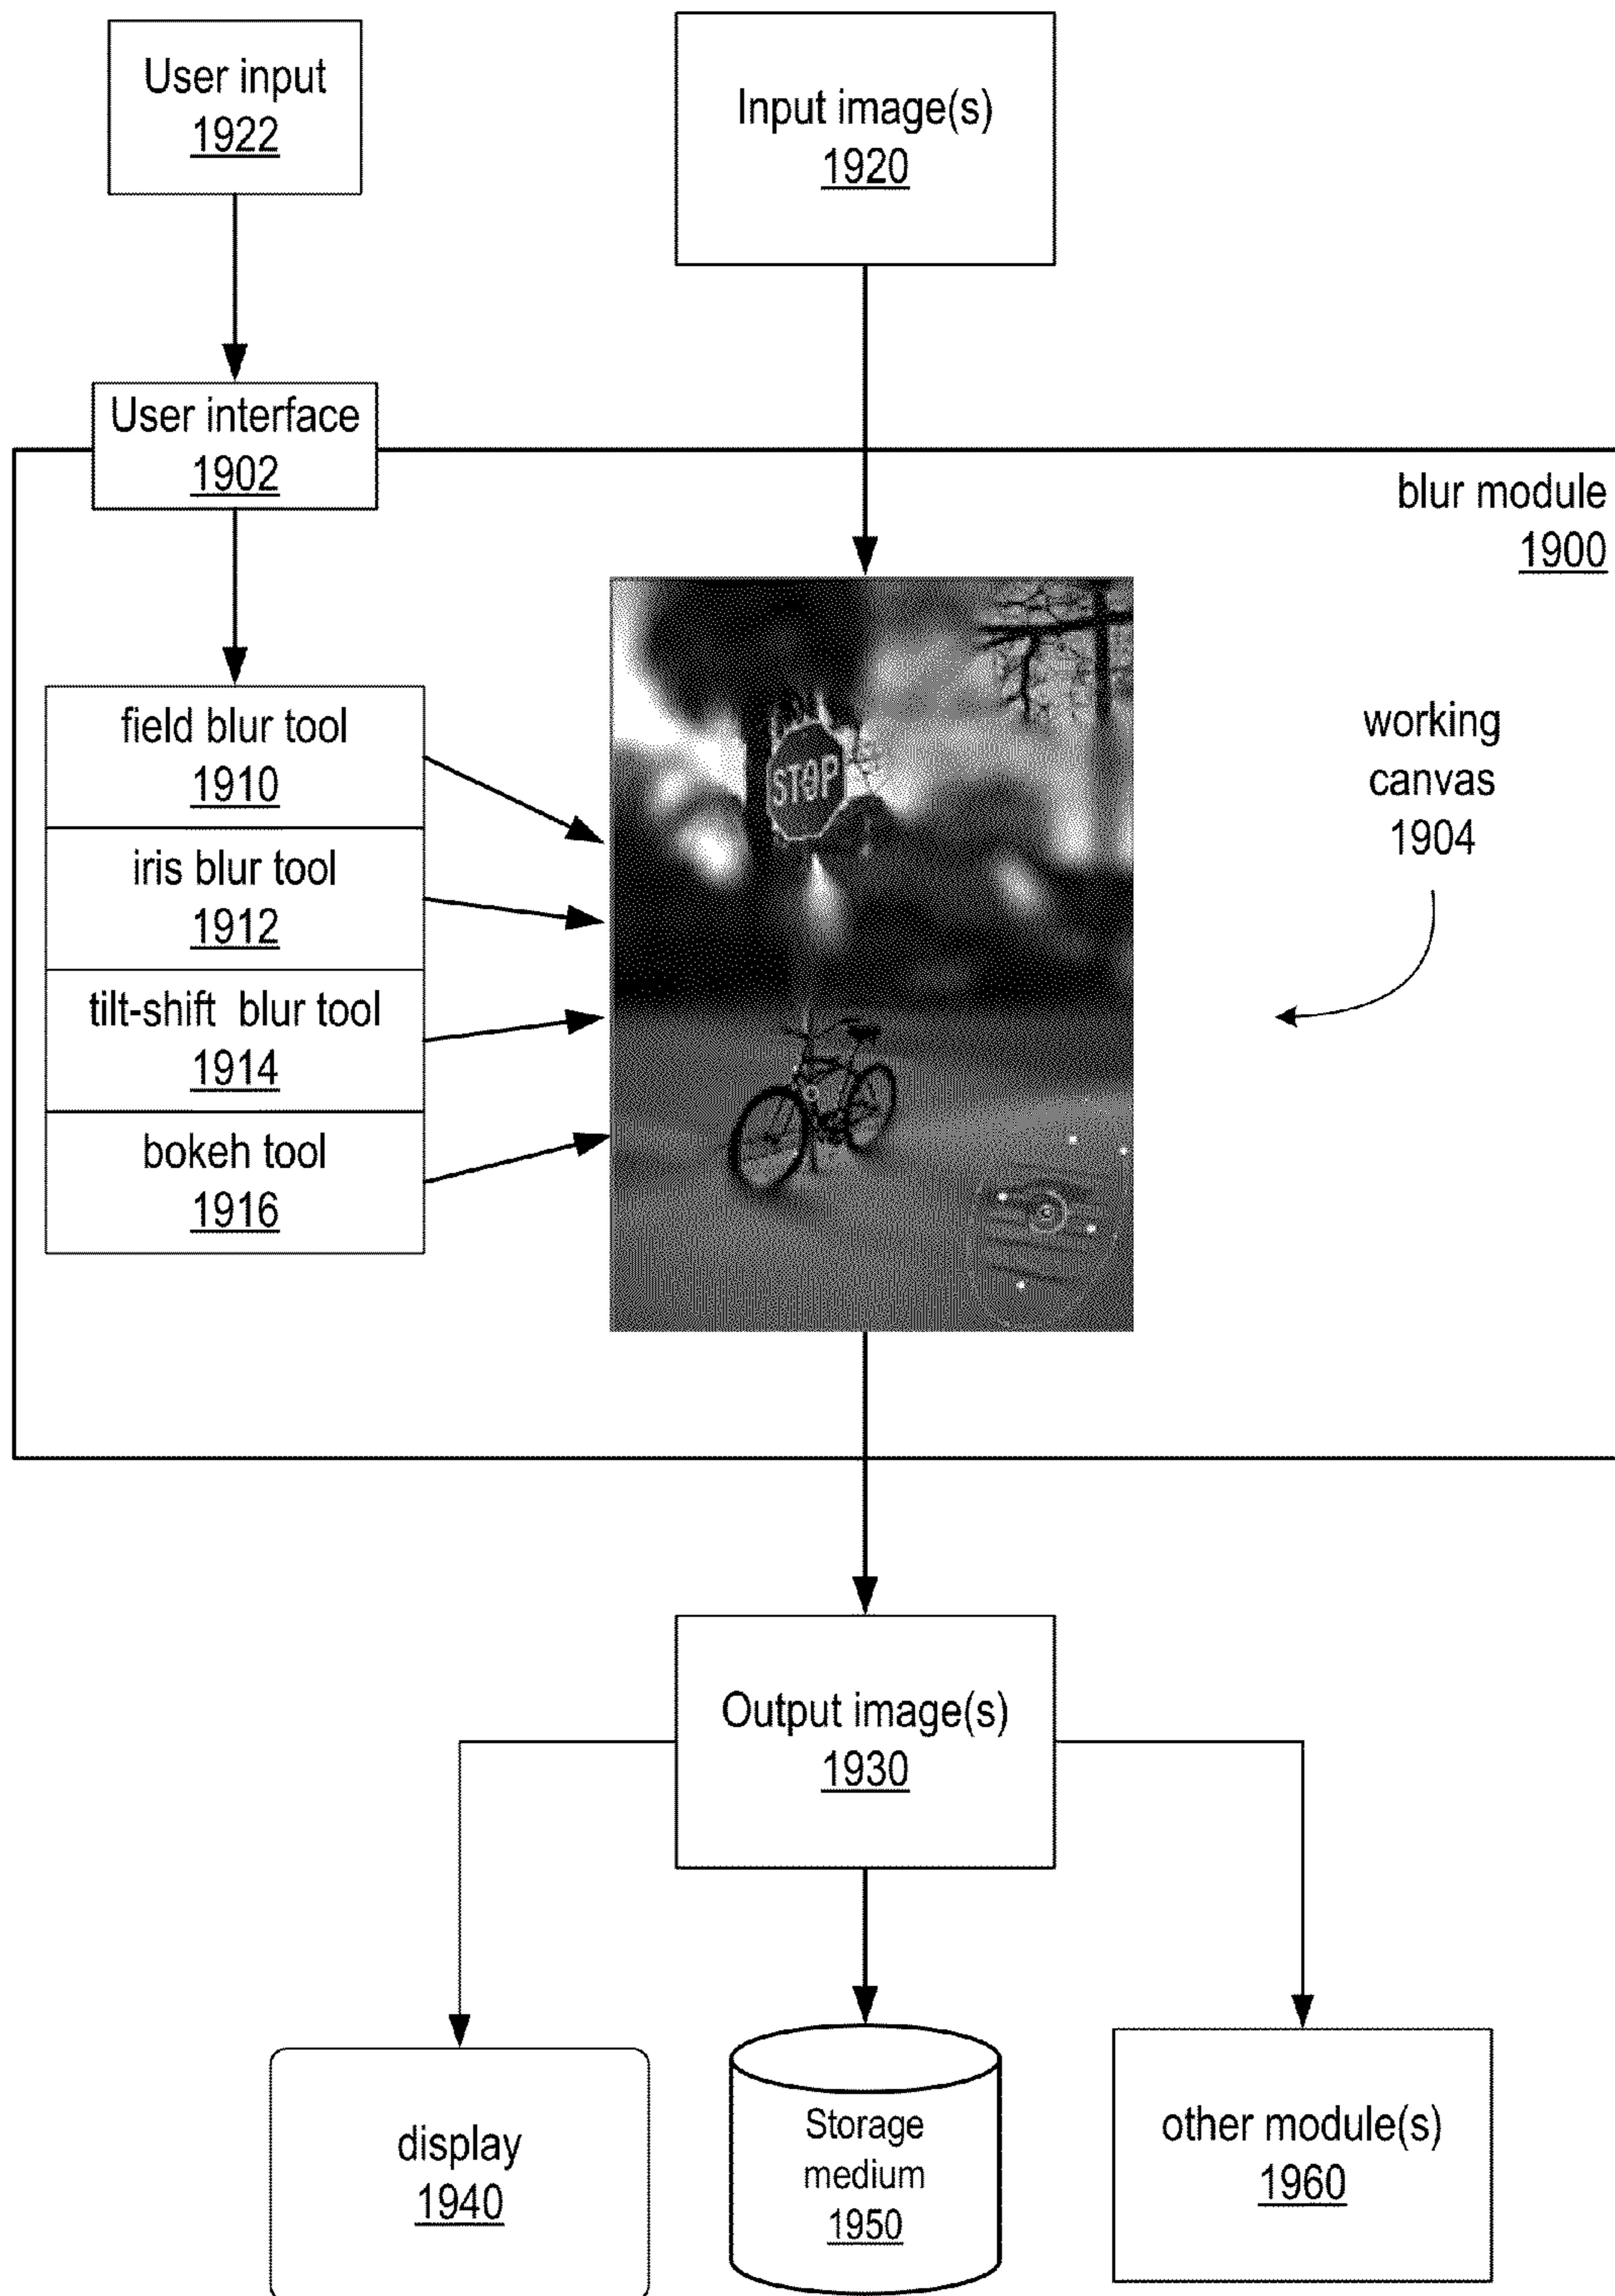 User input
1922
Input image(s)
1920
User interface
1902
blur module
1900
field blur tool
1910
iris blur tool
1912
tilt-shift blur tool
1914
bokeh tool
1916
STOP
working
canvas
1904
Output image(s)
1930
display
1940
Storage
medium
1950
other module(s)
1960